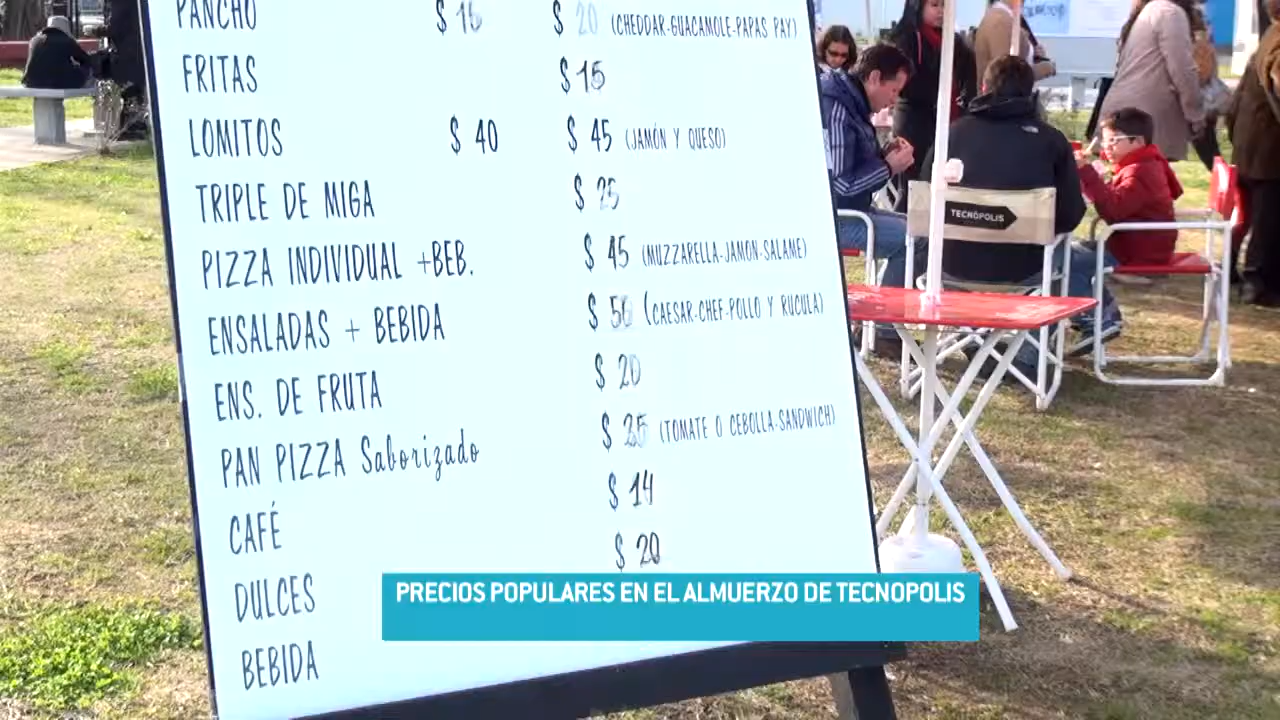 PANCHO $ 15 $ 20 (CHEDDAR-GUACAMOLE-PAPAS PAY)
FRITAS $ 15
LOMITOS $ 40 $ 45 (JAMÓN Y QUESO)
TRIPLE DE MIGA $ 25
PIZZA INDIVIDUAL +BEB. $ 45 (MUZZARELLA-JAMON-SALAME)
ENSALADAS + BEBIDA $ 50 (CAESAR-CHEF-POLLO Y RUCULA)
ENS. DE FRUTA $ 20
PAN PIZZA Saborizado $ 25 (TOMATE O CEBOLLA-SANDWICH)
CAFÉ $ 14
DULCES $ 20
BEBIDA
TECNÓPOLIS
PRECIOS POPULARES EN EL ALMUERZO DE TECNOPOLIS